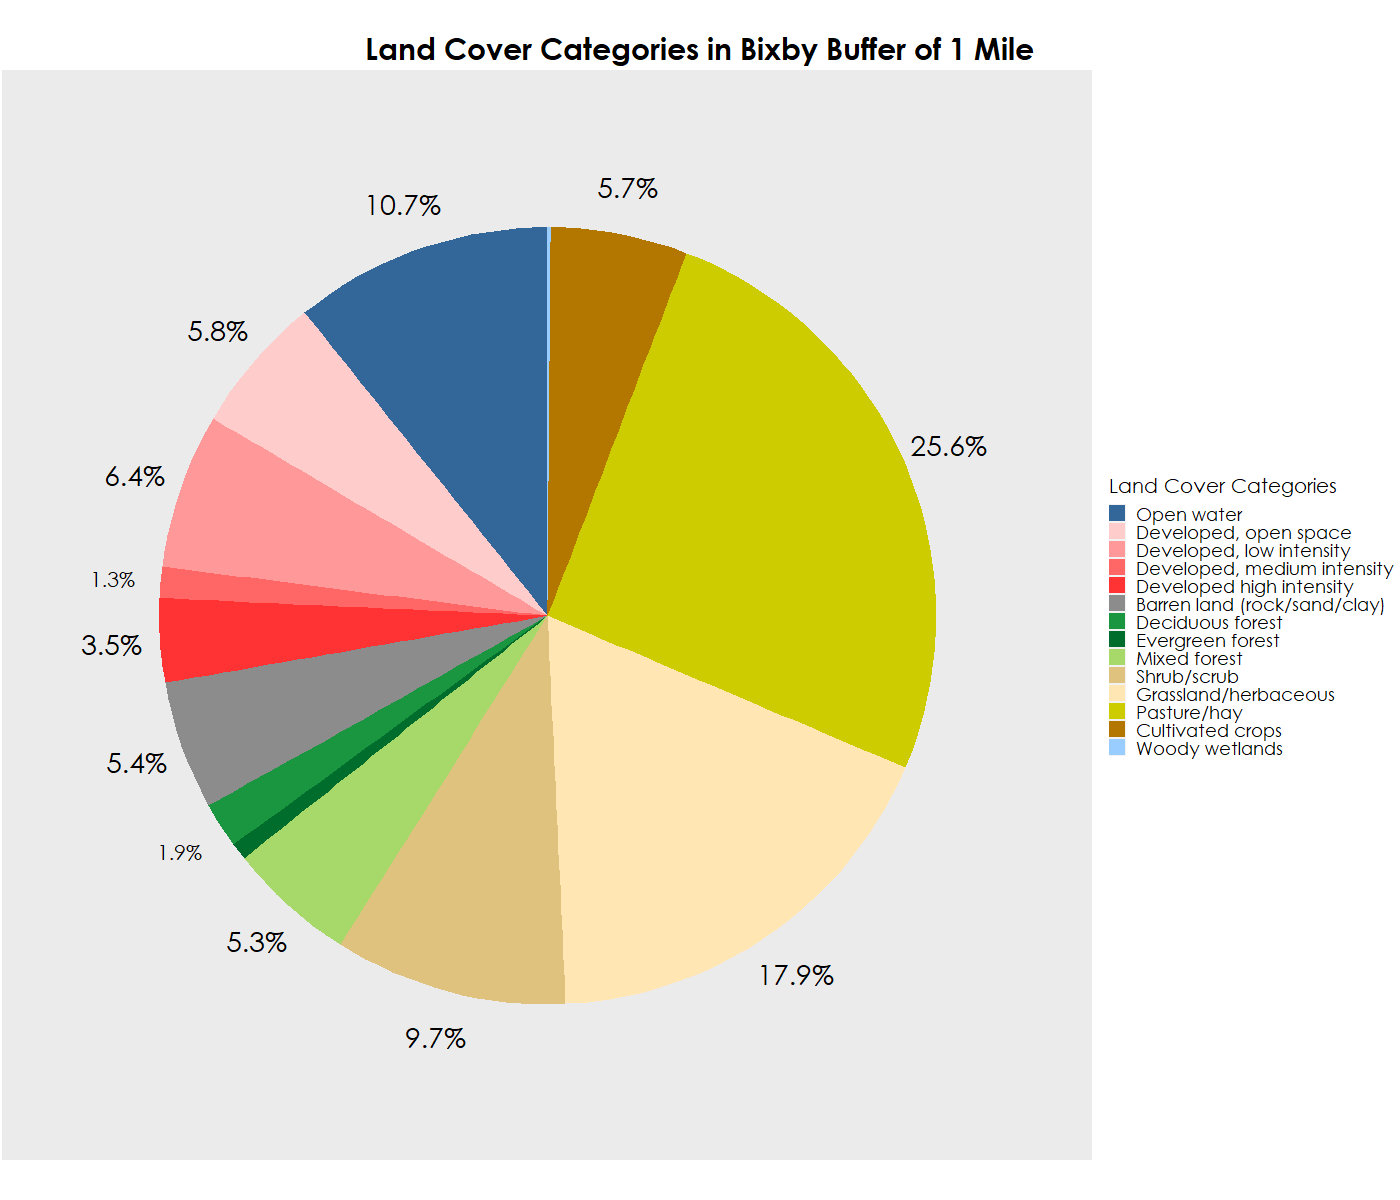 Land Cover Categories in Bixby Buffer of 1 Mile
5.7%
10.7%
5.8%
25.6%
6.4%
1.3%
3.5%
5.4%
1.9%
5.3%
17.9%
9.7%
Land Cover Categories
Open water
Developed, open space
Developed, low intensity
Developed, medium intensity
Developed high intensity
Barren land (rock/sand/clay)
Deciduous forest
Evergreen forest
Mixed forest
Shrub/scrub
Grassland/herbaceous
Pasture/hay
Cultivated crops
Woody wetlands